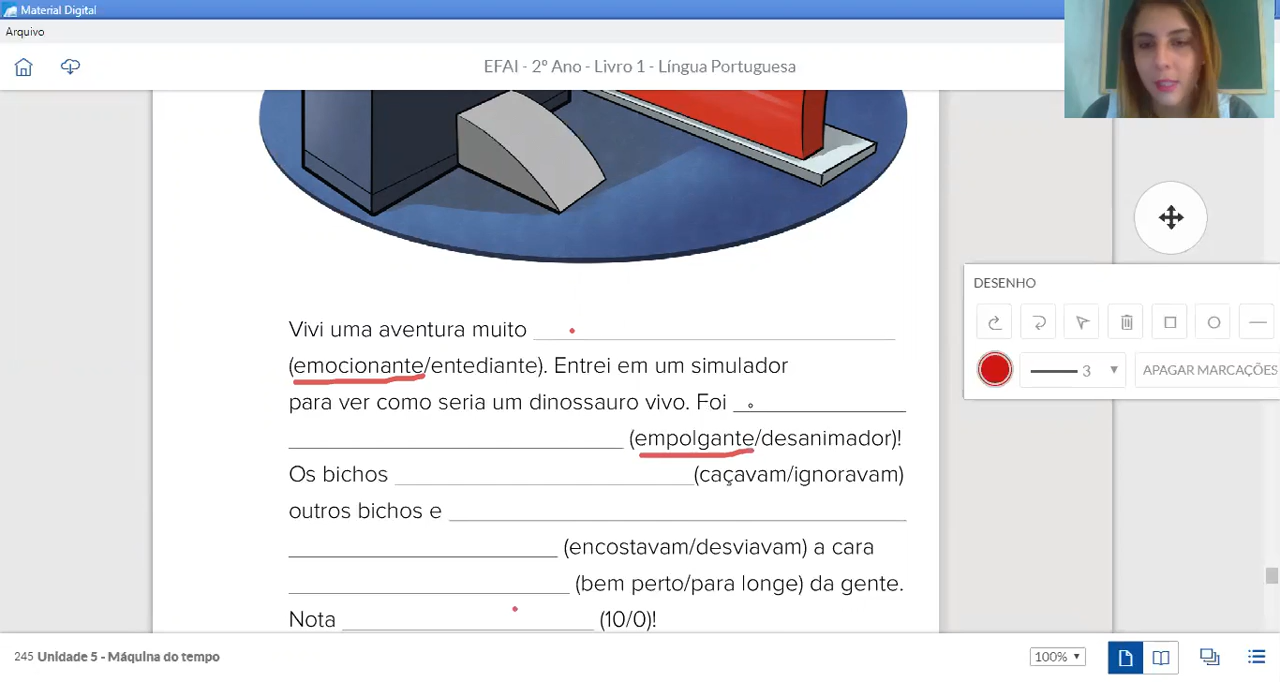 Material Digital
Arquivo
EFAI - 2º Ano - Livro 1 - Língua Portuguesa
DESENHO
3
APAGAR MARCAÇÕES
Vivi uma aventura muito
(emocionante/entediante). Entrei em um simulador
para ver como seria um dinossauro vivo. Foi
(empolgante/desanimador)!
Os bichos (caçavam/ignoravam)
outros bichos e
(encostavam/desviavam) a cara
(bem perto/para longe) da gente.
Nota (10/0)!
245 Unidade 5 - Máquina do tempo
100%